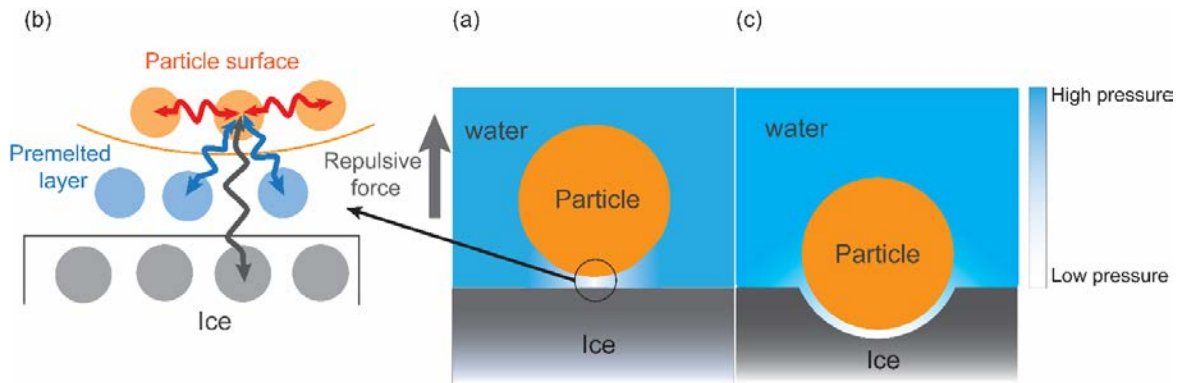 (b)
Particle surface
Premelted
layer
Ice
Repulsive
force
(a)
water
Particle
Ice
(c)
water
Particle
Ice
High pressure
Low pressure